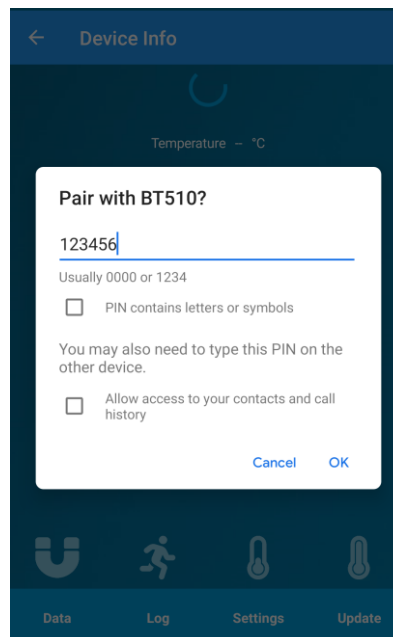 Device Info
Temperature -- °C
Pair with BT510?
123456
Usually 0000 or 1234
PIN contains letters or symbols
You may also need to type this PIN on the
other device.
Allow access to your contacts and call
history
Cancel OK
Data Log Settings Update